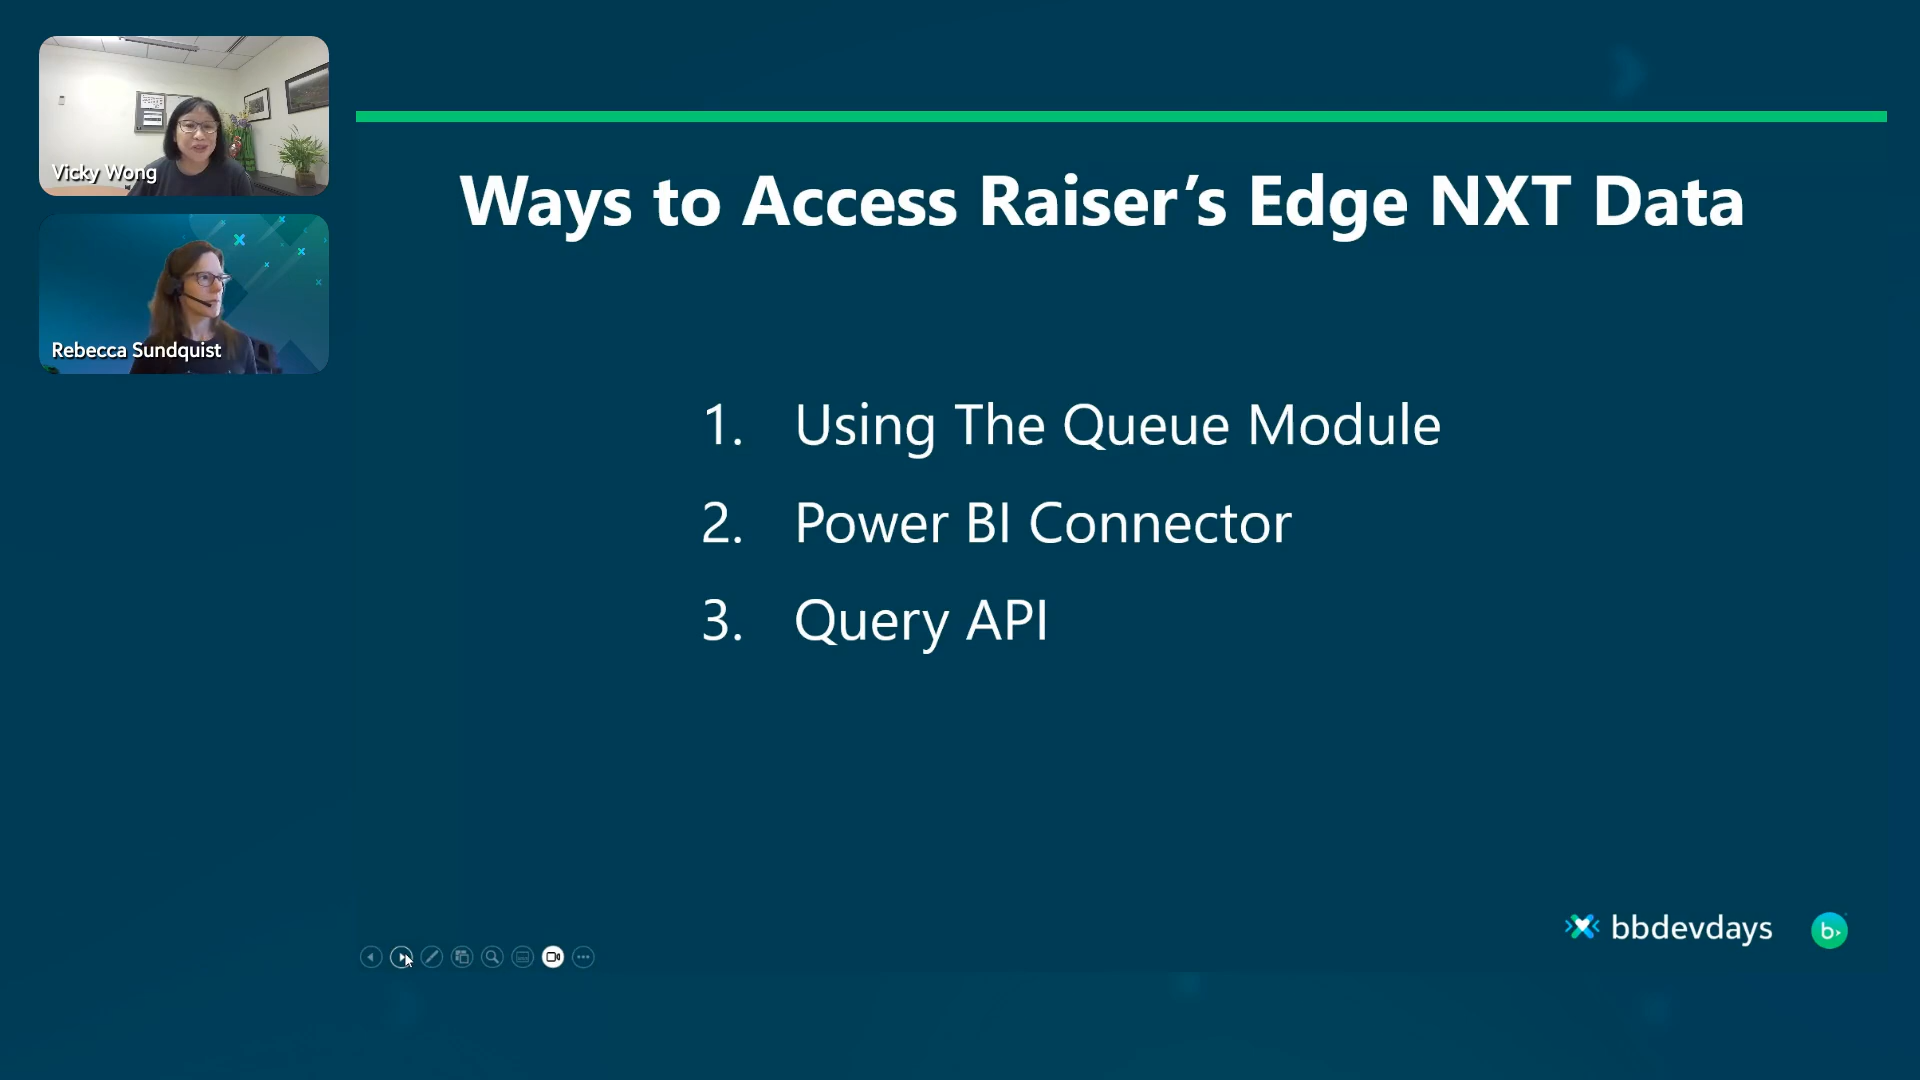 Vicky Wong
Rebecca Sundquist
Ways to Access Raiser’s Edge NXT Data
1. Using The Queue Module
2. Power BI Connector
3. Query API
bbdevdays
b›